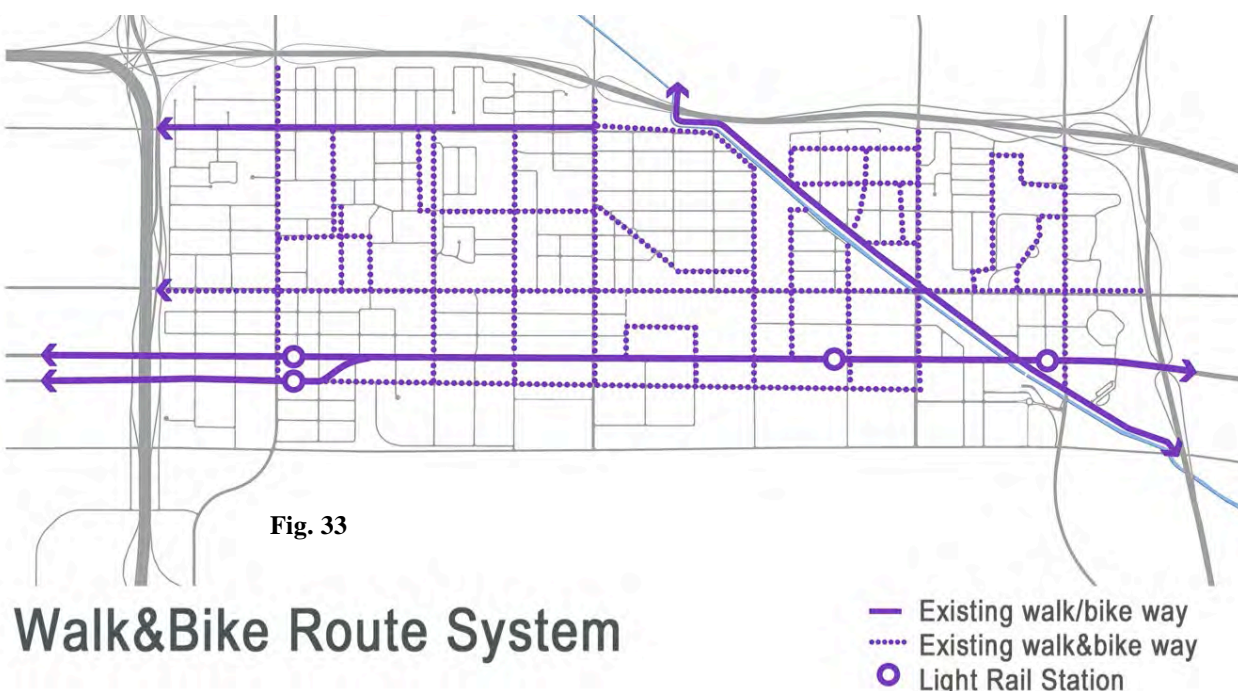 Fig. 33
Walk&Bike Route System
Existing walk/bike way
Existing walk&bike way
Light Rail Station